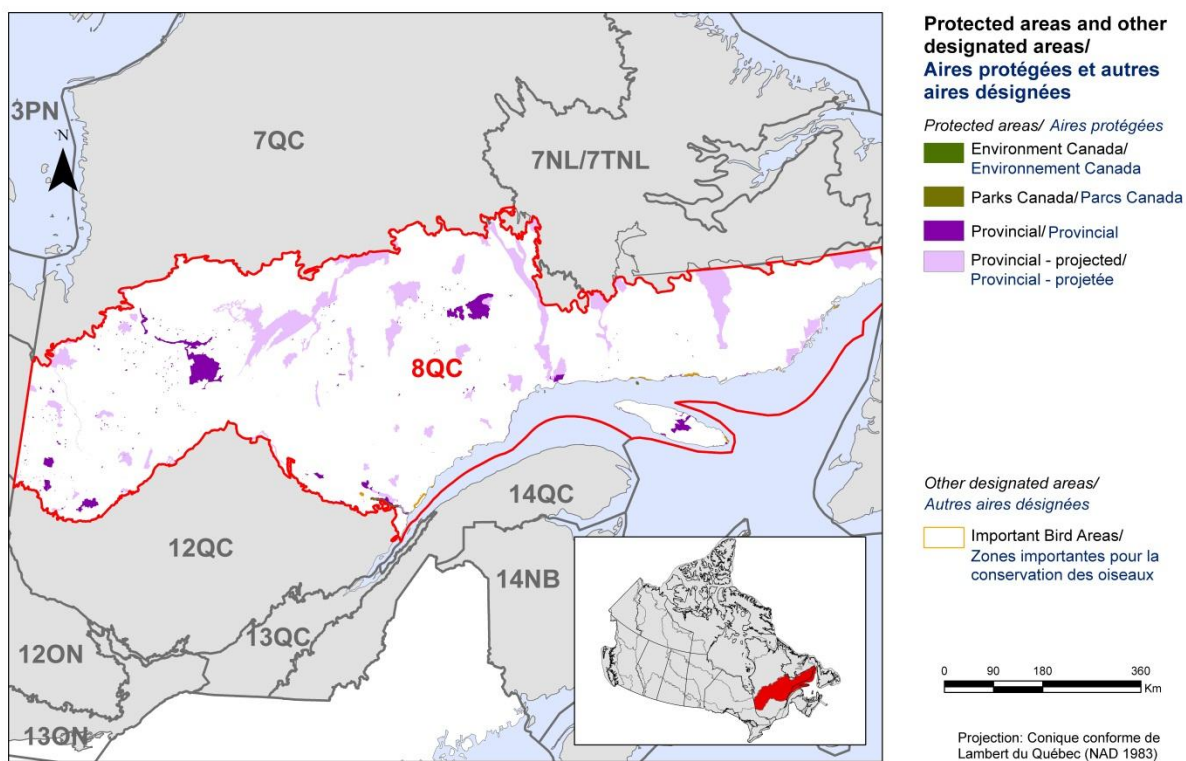 3PN
N
7QC
7NL/7TNL
8QC
12QC
14QC
14NB
13QC
12ON
13ON
Protected areas and other
designated areas/
Aires protégées et autres
aires désignées
Protected areas/ Aires protégées
Environment Canada/
Environnement Canada
Parks Canada/Parcs Canada
Provincial/Provincial
Provincial - projected/
Provincial - projetée
Other designated areas/
Autres aires désignées
Important Bird Areas/
Zones importantes pour la
conservation des oiseaux
0 90 180 360
Km
Projection: Conique conforme de
Lambert du Québec (NAD 1983)